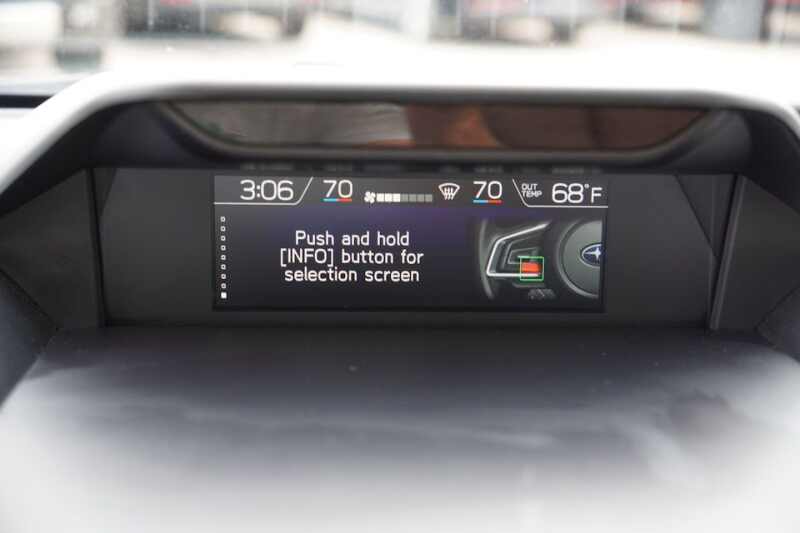 3:06 70 70 OUT TEMP 68°F
Push and hold
[INFO] button for
selection screen